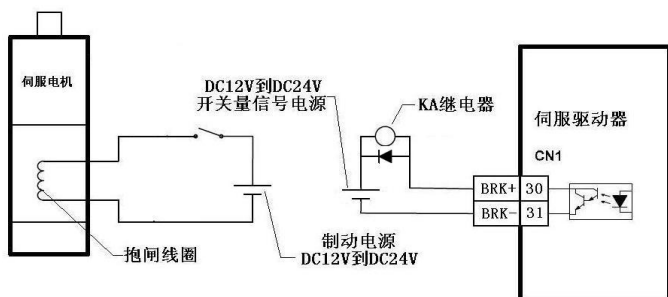 伺服电机
DC12V到DC24V
开关量信号电源
KA继电器
伺服驱动器
CN1
BRK+ 30
BRK- 31
抱闸线圈
制动电源
DC12V到DC24V